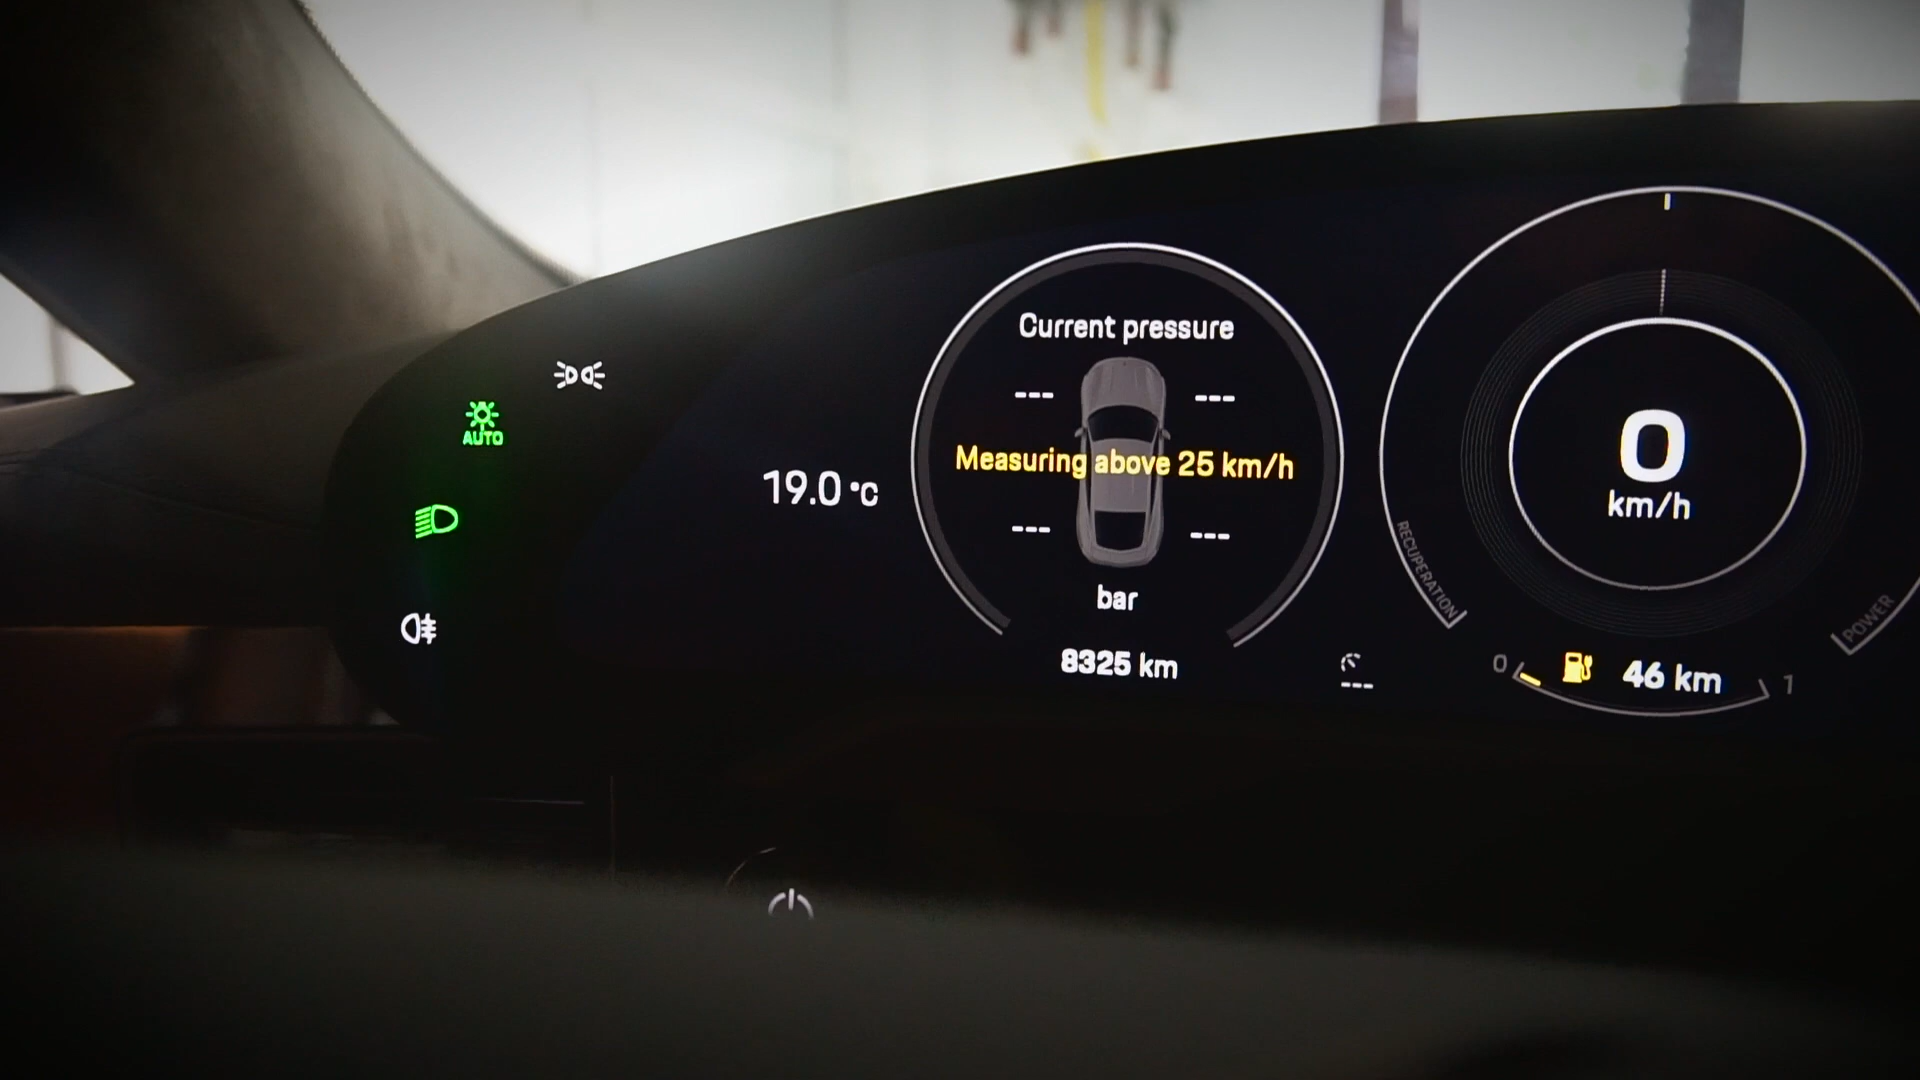 AUTO
19.0 °C
Current pressure
--- ---
Measuring above 25 km/h
--- ---
bar
8325 km
---
0
km/h
RECUPERATION
POWER
0 46 km 1